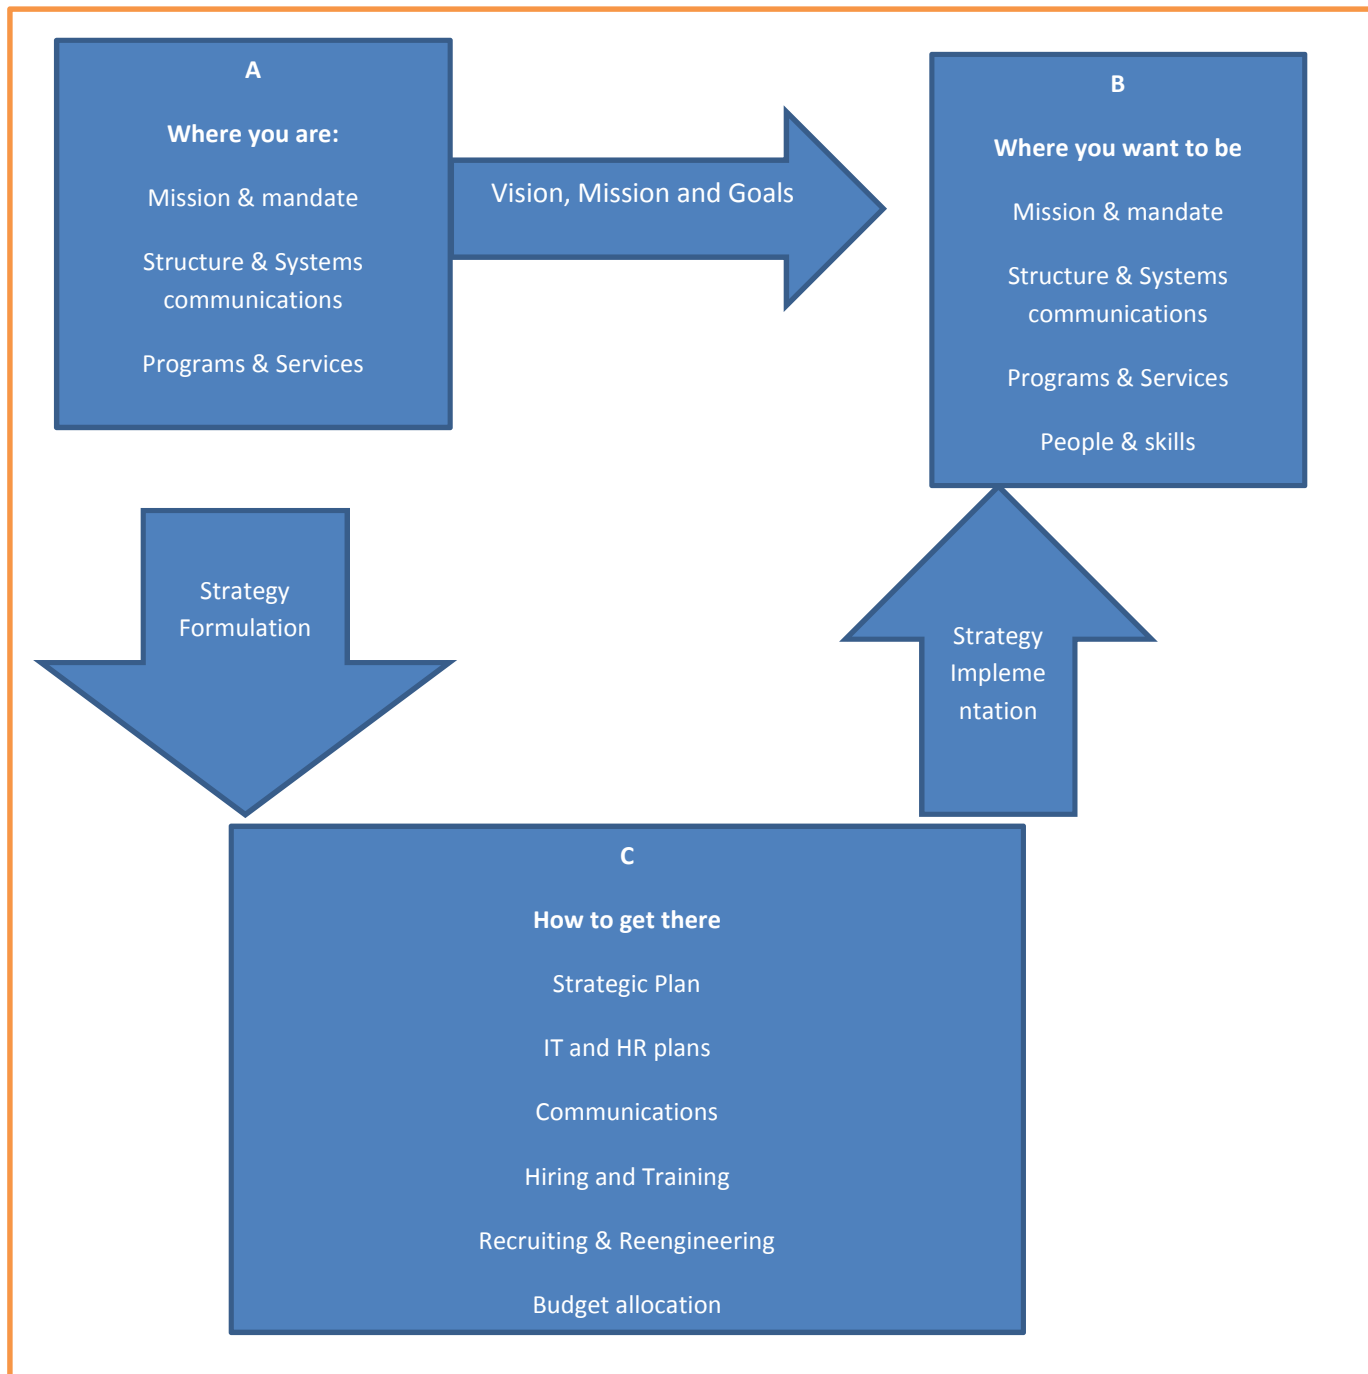 A
Where you are:
Mission & mandate
Structure & Systems
communications
Programs & Services
Vision, Mission and Goals
B
Where you want to be
Mission & mandate
Structure & Systems
communications
Programs & Services
People & skills
Strategy
Formulation
Strategy
Impleme
ntation
C
How to get there
Strategic Plan
IT and HR plans
Communications
Hiring and Training
Recruiting & Reengineering
Budget allocation